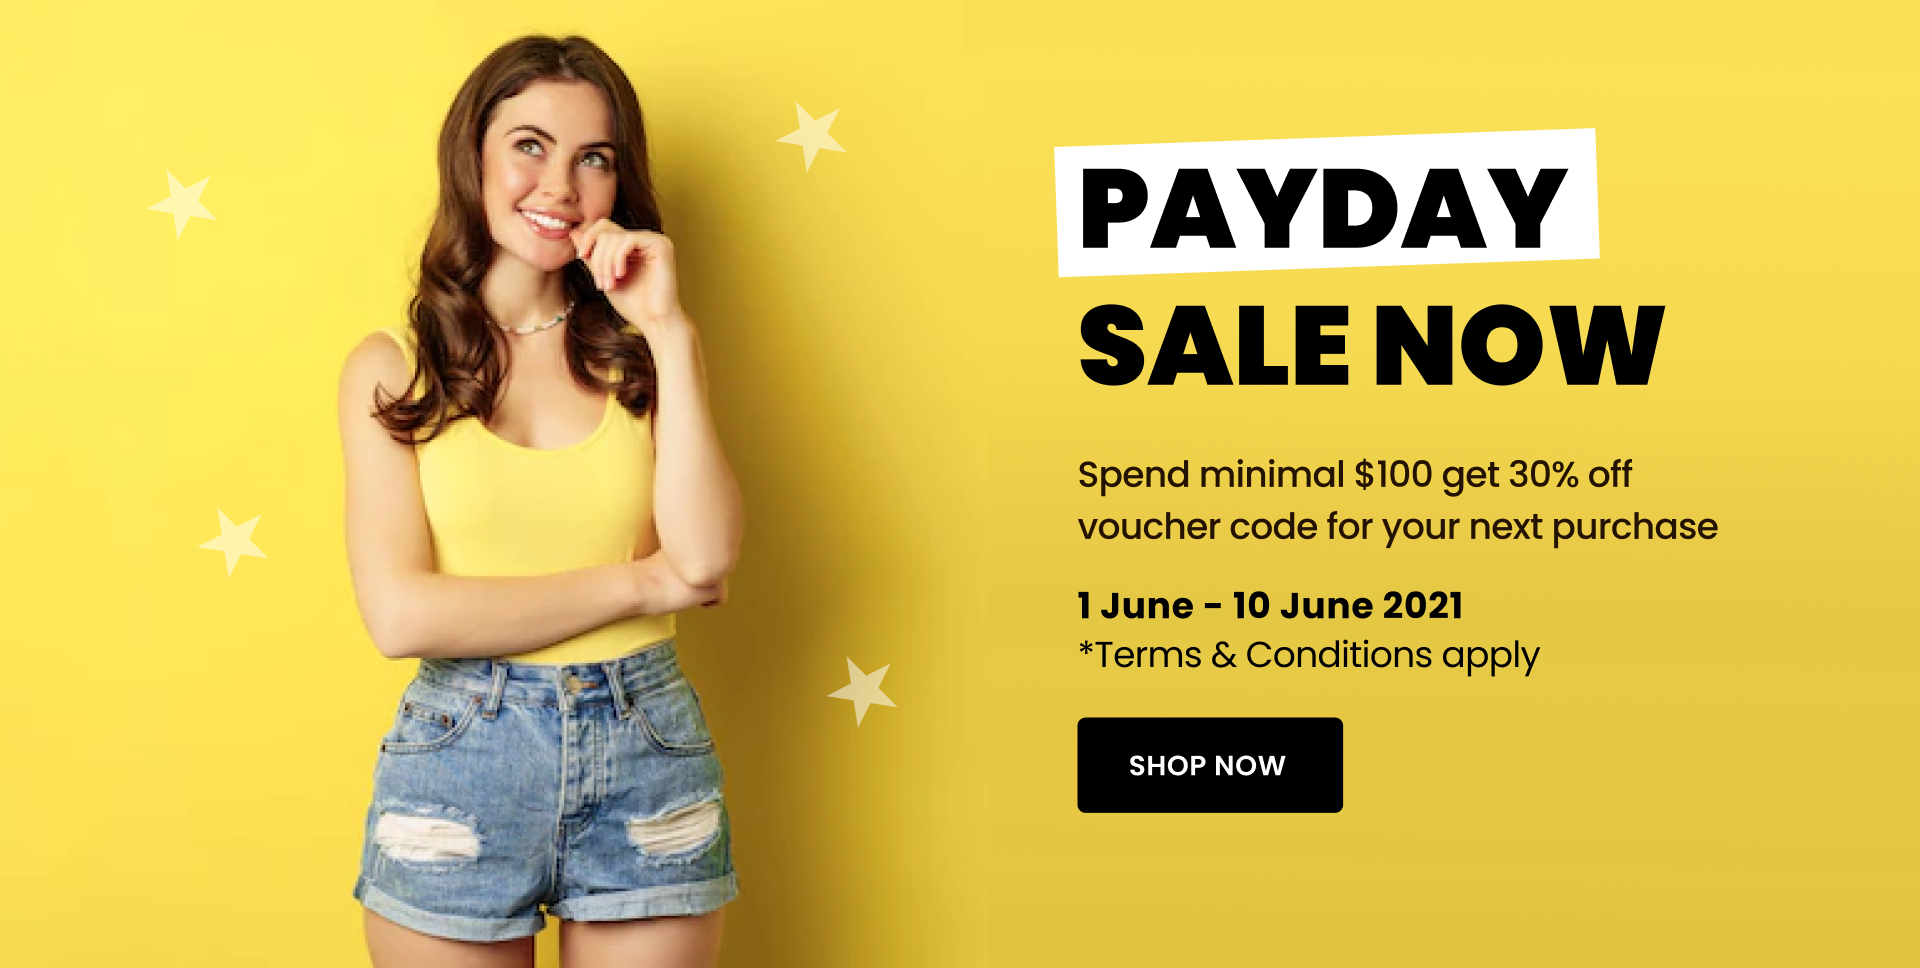 PAYDAY
SALE NOW
Spend minimal $100 get 30% off
voucher code for your next purchase
1 June - 10 June 2021
*Terms & Conditions apply
SHOP NOW